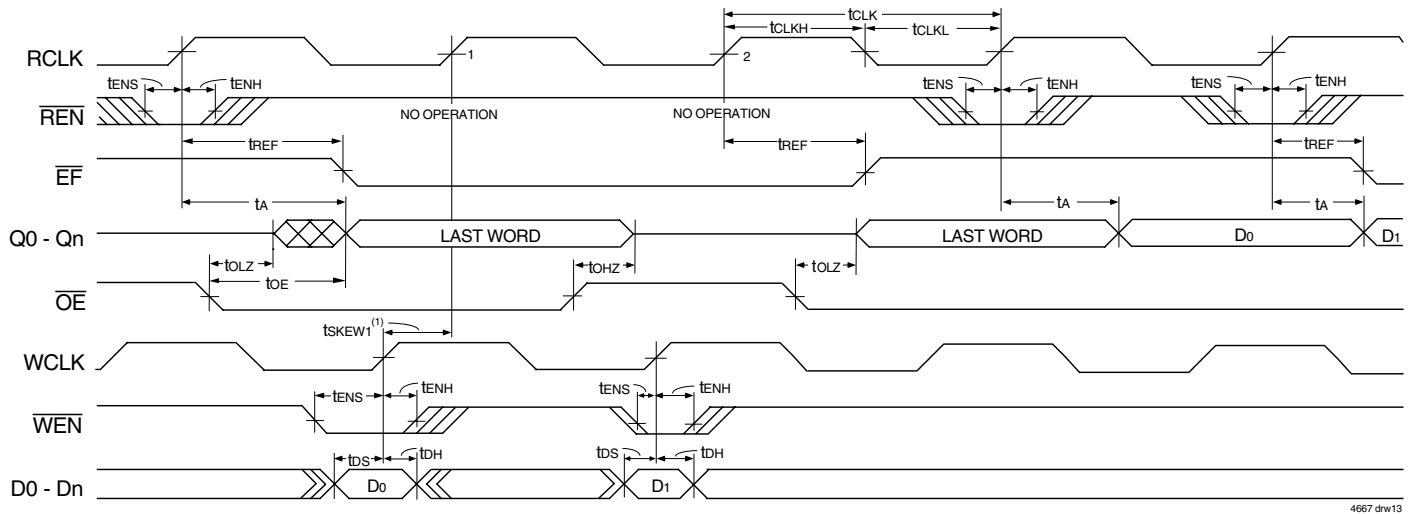 tCLK
tCLKH tCLKL
RCLK 1 2
tENS tENH tENS tENH tENS tENH
REN NO OPERATION NO OPERATION
tREF tREF tREF
EF
tA tA tA
Q0 - Qn LAST WORD LAST WORD D0 D1
tOLZ tOHZ tOLZ
tOE
OE
tSKEW1(1)
WCLK
tENS tENH tENS tENH
WEN
tDS tDH tDS tDH
D0 - Dn D0 D1
4667 drw13